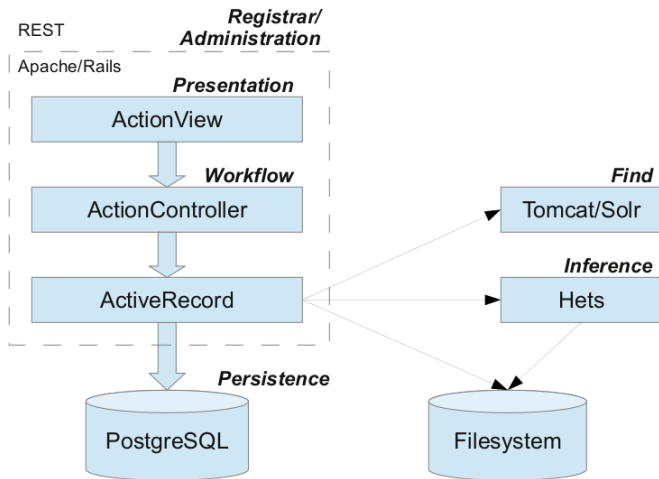 REST
Registrar/
Administration
Apache/Rails
Presentation
ActionView
Workflow
ActionController
Find
Tomcat/Solr
ActiveRecord
Inference
Hets
Persistence
PostgreSQL
Filesystem